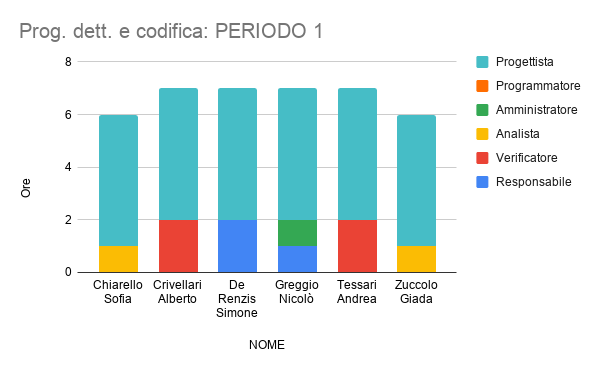 Prog. dett. e codifica: PERIODO 1
8
6
4
2
0
Ore
Chiarello
Sofia
Crivellari
Alberto
De
Renzis
Simone
Greggio
Nicolò
Tessari
Andrea
Zuccolo
Giada
NOME
Progettista
Programmatore
Amministratore
Analista
Verificatore
Responsabile